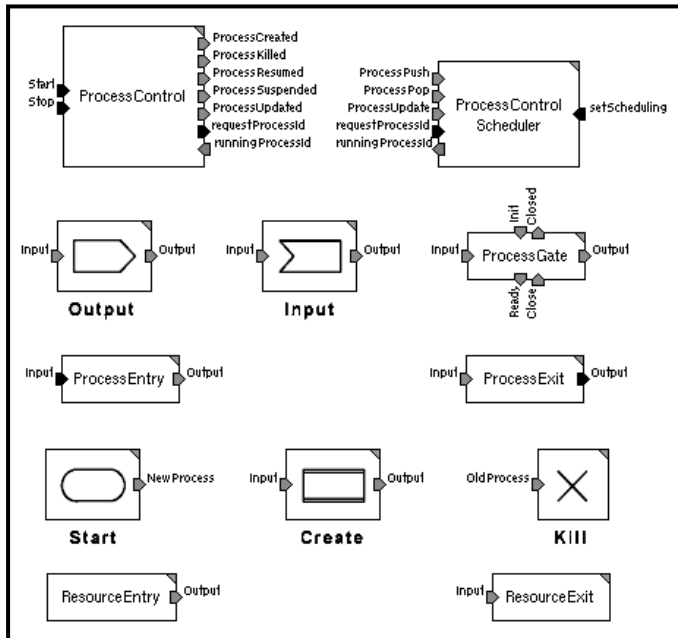 ProcessCreated
ProcessKilled
ProcessResumed
ProcessSuspended
ProcessUpdated
requestProcessId
runningProcessId
Start
Stop
ProcessControl
ProcessPush
ProcessPop
ProcessUpdate
requestProcessId
runningProcessId
ProcessControl
Scheduler
setScheduling
Input
Output
Output
Input
Output
Input
Init
Closed
Input
ProcessGate
Output
Ready
Close
Input
ProcessEntry
Output
Input
ProcessExit
Output
NewProcess
Start
Input
Output
Create
OldProcess
Kill
ResourceEntry
Output
Input
ResourceExit